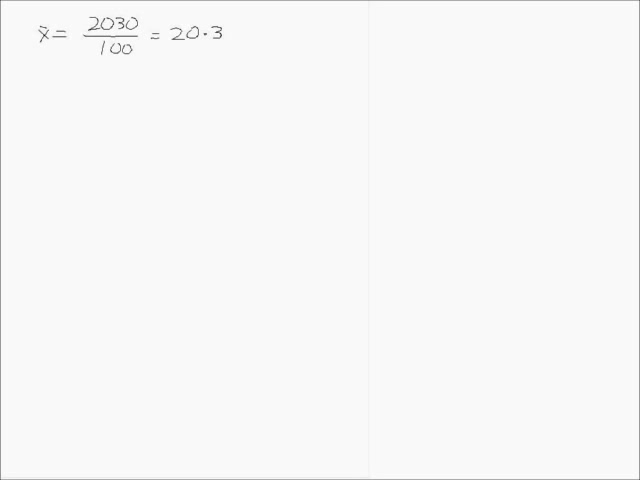 x̄ = 2030/100 = 20·3